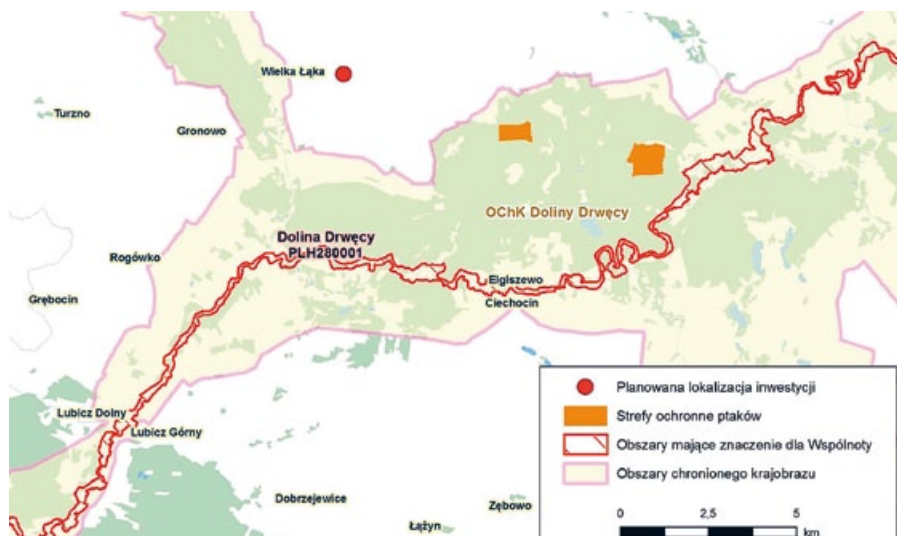 Wielka Łąka
Turzno
Gronowo
OChK Doliny Drwęcy
Dolina Drwęcy
PLH280001
Rogówko
Elgiszewo
Grębocin
Ciechocin
Lubicz Dolny
Lubicz Górny
Dobrzejewice
Zębowo
Łążyn
Planowana lokalizacja inwestycji
Strefy ochronne ptaków
Obszary mające znaczenie dla Wspólnoty
Obszary chronionego krajobrazu
0 2,5 5
km